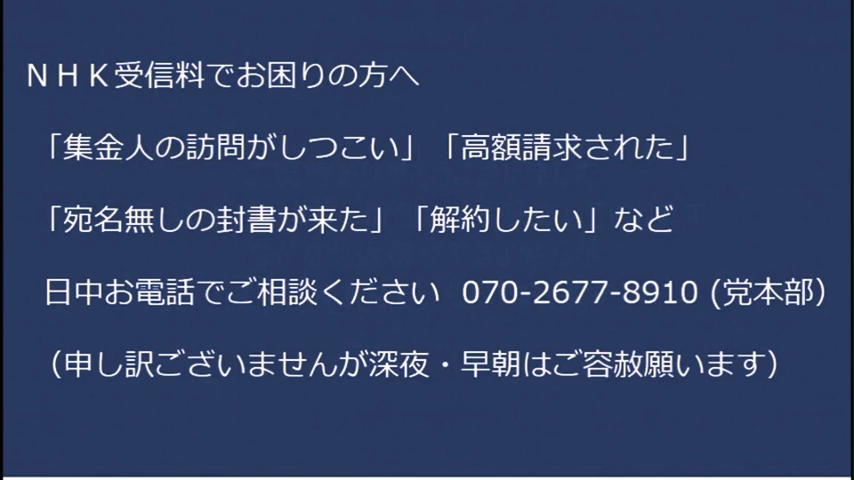 ＮＨＫ受信料でお困りの方へ
「集金人の訪問がしつこい」「高額請求された」
「宛名無しの封書が来た」「解約したい」など
日中お電話でご相談ください 070-2677-8910 (党本部）
（申し訳ございませんが深夜・早朝はご容赦願います）